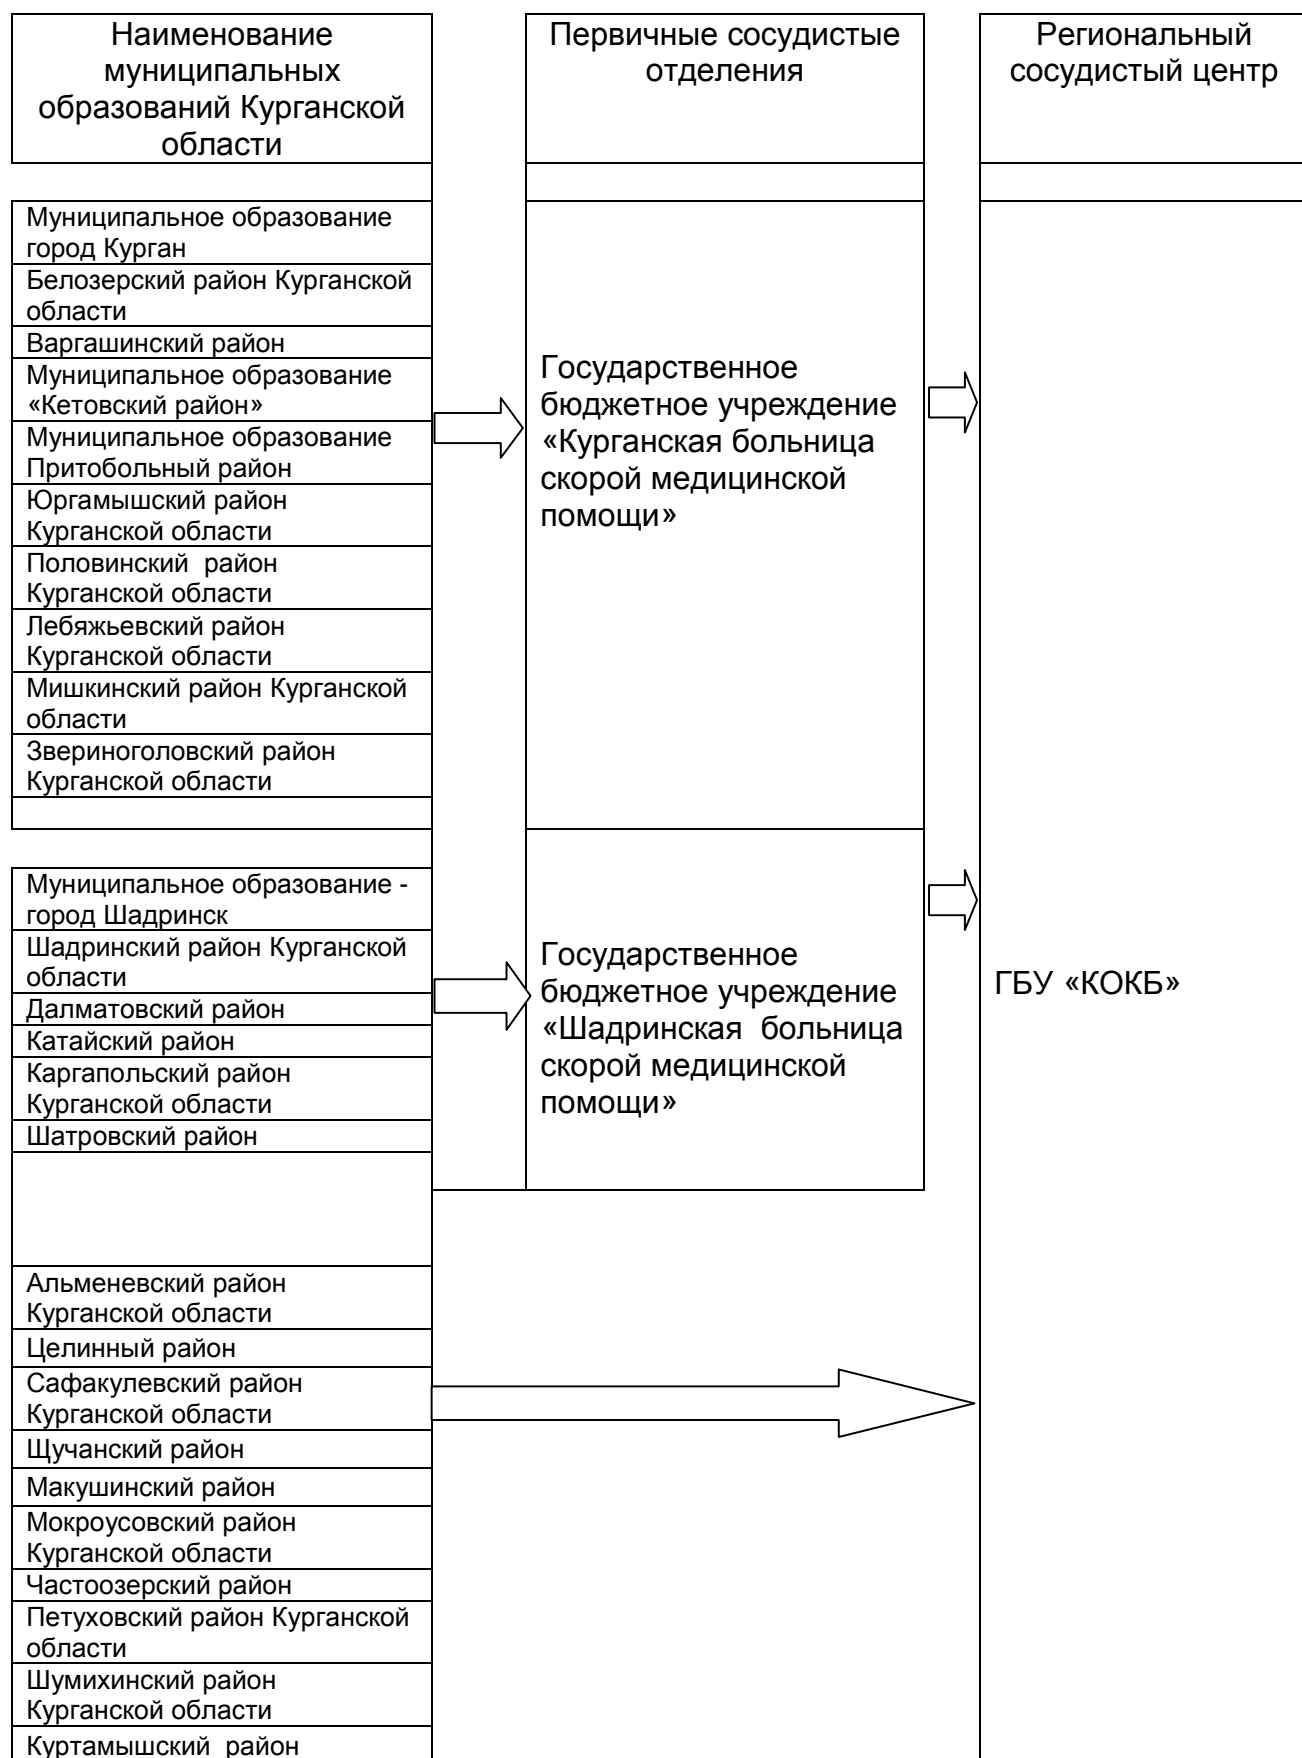 Наименование
муниципальных
образований Курганской
области
Первичные сосудистые
отделения
Региональный
сосудистый центр
Муниципальное образование
город Курган
Белозерский район Курганской
области
Варгашинский район
Муниципальное образование
«Кетовский район»
Муниципальное образование
Притобольный район
Юргамышский район
Курганской области
Половинский район
Курганской области
Лебяжьевский район
Курганской области
Мишкинский район Курганской
области
Звериноголовский район
Курганской области
Государственное
бюджетное учреждение
«Курганская больница
скорой медицинской
помощи»
Муниципальное образование -
город Шадринск
Шадринский район Курганской
области
Далматовский район
Катайский район
Каргапольский район
Курганской области
Шатровский район
Государственное
бюджетное учреждение
«Шадринская больница
скорой медицинской
помощи»
ГБУ «КОКБ»
Альменевский район
Курганской области
Целинный район
Сафакулевский район
Курганской области
Щучанский район
Макушинский район
Мокроусовский район
Курганской области
Частоозерский район
Петуховский район Курганской
области
Шумихинский район
Курганской области
Куртамышский район